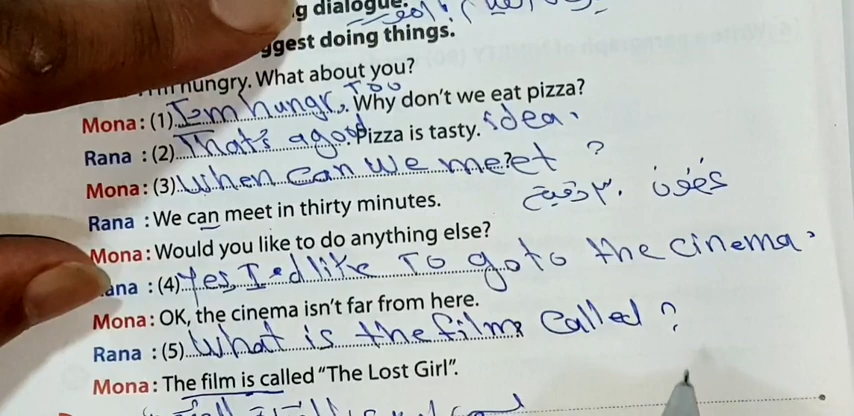 g dialogue.
ggest doing things.
hungry. What about you?
Mona: (1) I am hungr, Too Why don't we eat pizza?
Rana : (2) That's a good idea. Pizza is tasty.
Mona: (3) When can we meet ?
Rana : We can meet in thirty minutes.
Mona: Would you like to do anything else?
ana : (4) Yes, I ed like To go to the cinema.
Mona: OK, the cinema isn't far from here.
Rana : (5) What is the film called ?
Mona: The film is called "The Lost Girl".